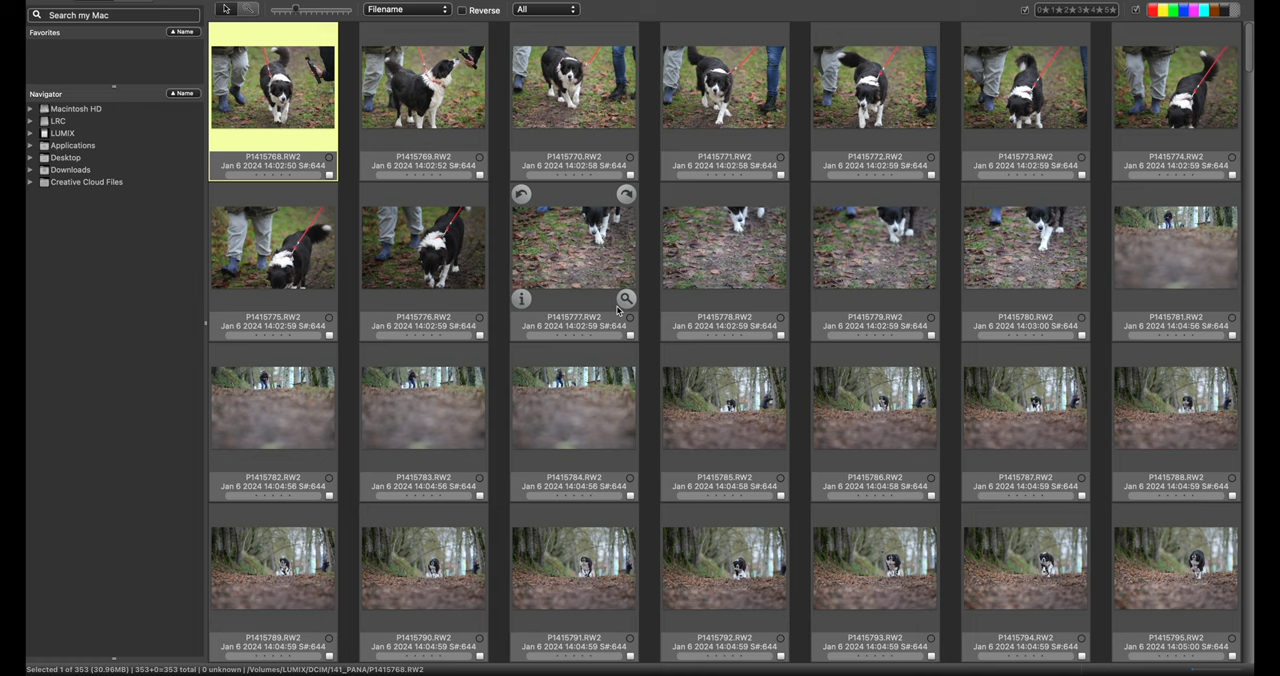 Search my Mac
Filename
Reverse
All
0★1★2★3★4★5★
Favorites
▲ Name
Navigator
▲ Name
Macintosh HD
LRC
LUMIX
Applications
Desktop
Downloads
Creative Cloud Files
P1415768.RW2
Jan 6 2024 14:02:50 S#:644
P1415769.RW2
Jan 6 2024 14:02:52 S#:644
P1415770.RW2
Jan 6 2024 14:02:58 S#:644
P1415771.RW2
Jan 6 2024 14:02:58 S#:644
P1415772.RW2
Jan 6 2024 14:02:59 S#:644
P1415773.RW2
Jan 6 2024 14:02:59 S#:644
P1415774.RW2
Jan 6 2024 14:02:59 S#:644
P1415775.RW2
Jan 6 2024 14:02:59 S#:644
P1415776.RW2
Jan 6 2024 14:02:59 S#:644
P1415777.RW2
Jan 6 2024 14:02:59 S#:644
P1415778.RW2
Jan 6 2024 14:02:59 S#:644
P1415779.RW2
Jan 6 2024 14:02:59 S#:644
P1415780.RW2
Jan 6 2024 14:03:00 S#:644
P1415781.RW2
Jan 6 2024 14:04:56 S#:644
P1415782.RW2
Jan 6 2024 14:04:56 S#:644
P1415783.RW2
Jan 6 2024 14:04:56 S#:644
P1415784.RW2
Jan 6 2024 14:04:56 S#:644
P1415785.RW2
Jan 6 2024 14:04:58 S#:644
P1415786.RW2
Jan 6 2024 14:04:58 S#:644
P1415787.RW2
Jan 6 2024 14:04:59 S#:644
P1415788.RW2
Jan 6 2024 14:04:59 S#:644
P1415789.RW2
Jan 6 2024 14:04:59 S#:644
P1415790.RW2
Jan 6 2024 14:04:59 S#:644
P1415791.RW2
Jan 6 2024 14:04:59 S#:644
P1415792.RW2
Jan 6 2024 14:04:59 S#:644
P1415793.RW2
Jan 6 2024 14:04:59 S#:644
P1415794.RW2
Jan 6 2024 14:04:59 S#:644
P1415795.RW2
Jan 6 2024 14:05:00 S#:644
Selected 1 of 353 (30.96MB) | 353+0=353 total | 0 unknown | /Volumes/LUMIX/DCIM/141_PANA/P1415768.RW2